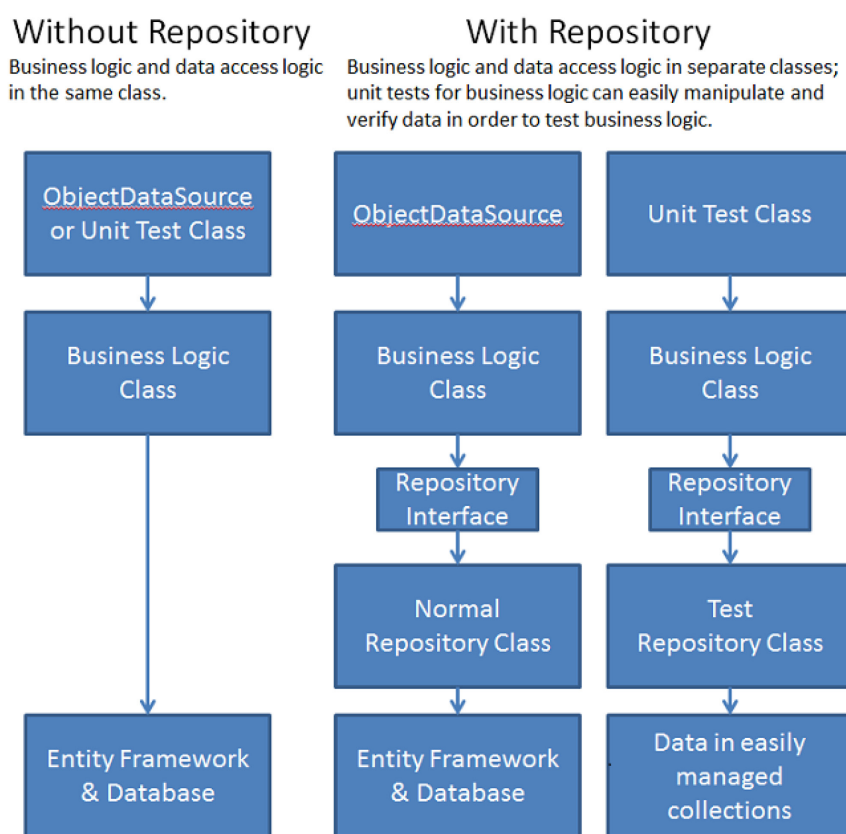 Without Repository
Business logic and data access logic
in the same class.
ObjectDataSource
or Unit Test Class
Business Logic
Class
Entity Framework
& Database
With Repository
Business logic and data access logic in separate classes;
unit tests for business logic can easily manipulate and
verify data in order to test business logic.
ObjectDataSource
Business Logic
Class
Repository
Interface
Normal
Repository Class
Entity Framework
& Database
Unit Test Class
Business Logic
Class
Repository
Interface
Test
Repository Class
Data in easily
managed
collections